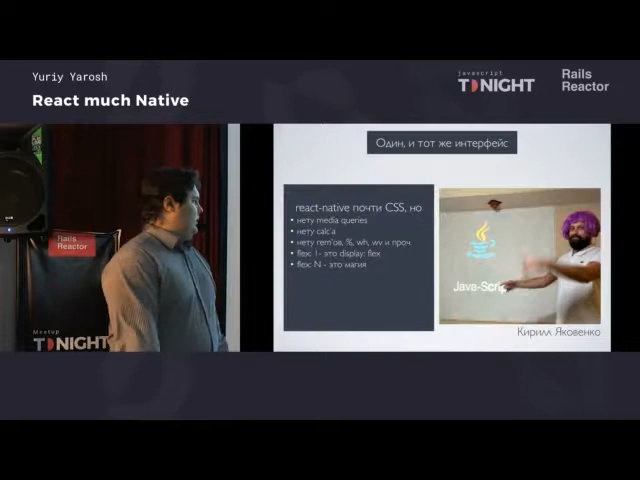 Yuriy Yarosh
React much Native
javascript
TONIGHT
Rails
Reactor
Один, и тот же интерфейс
react-native почти CSS, но
• нету media queries
• нету calc'a
• нету rem'ов, %, wh, wv и проч
• flex: 1 - это display: flex
• flex: N - это магия
Java-Scrip
Кирилл Яковенко
Rails
Reactor
Meetup
TONIGHT